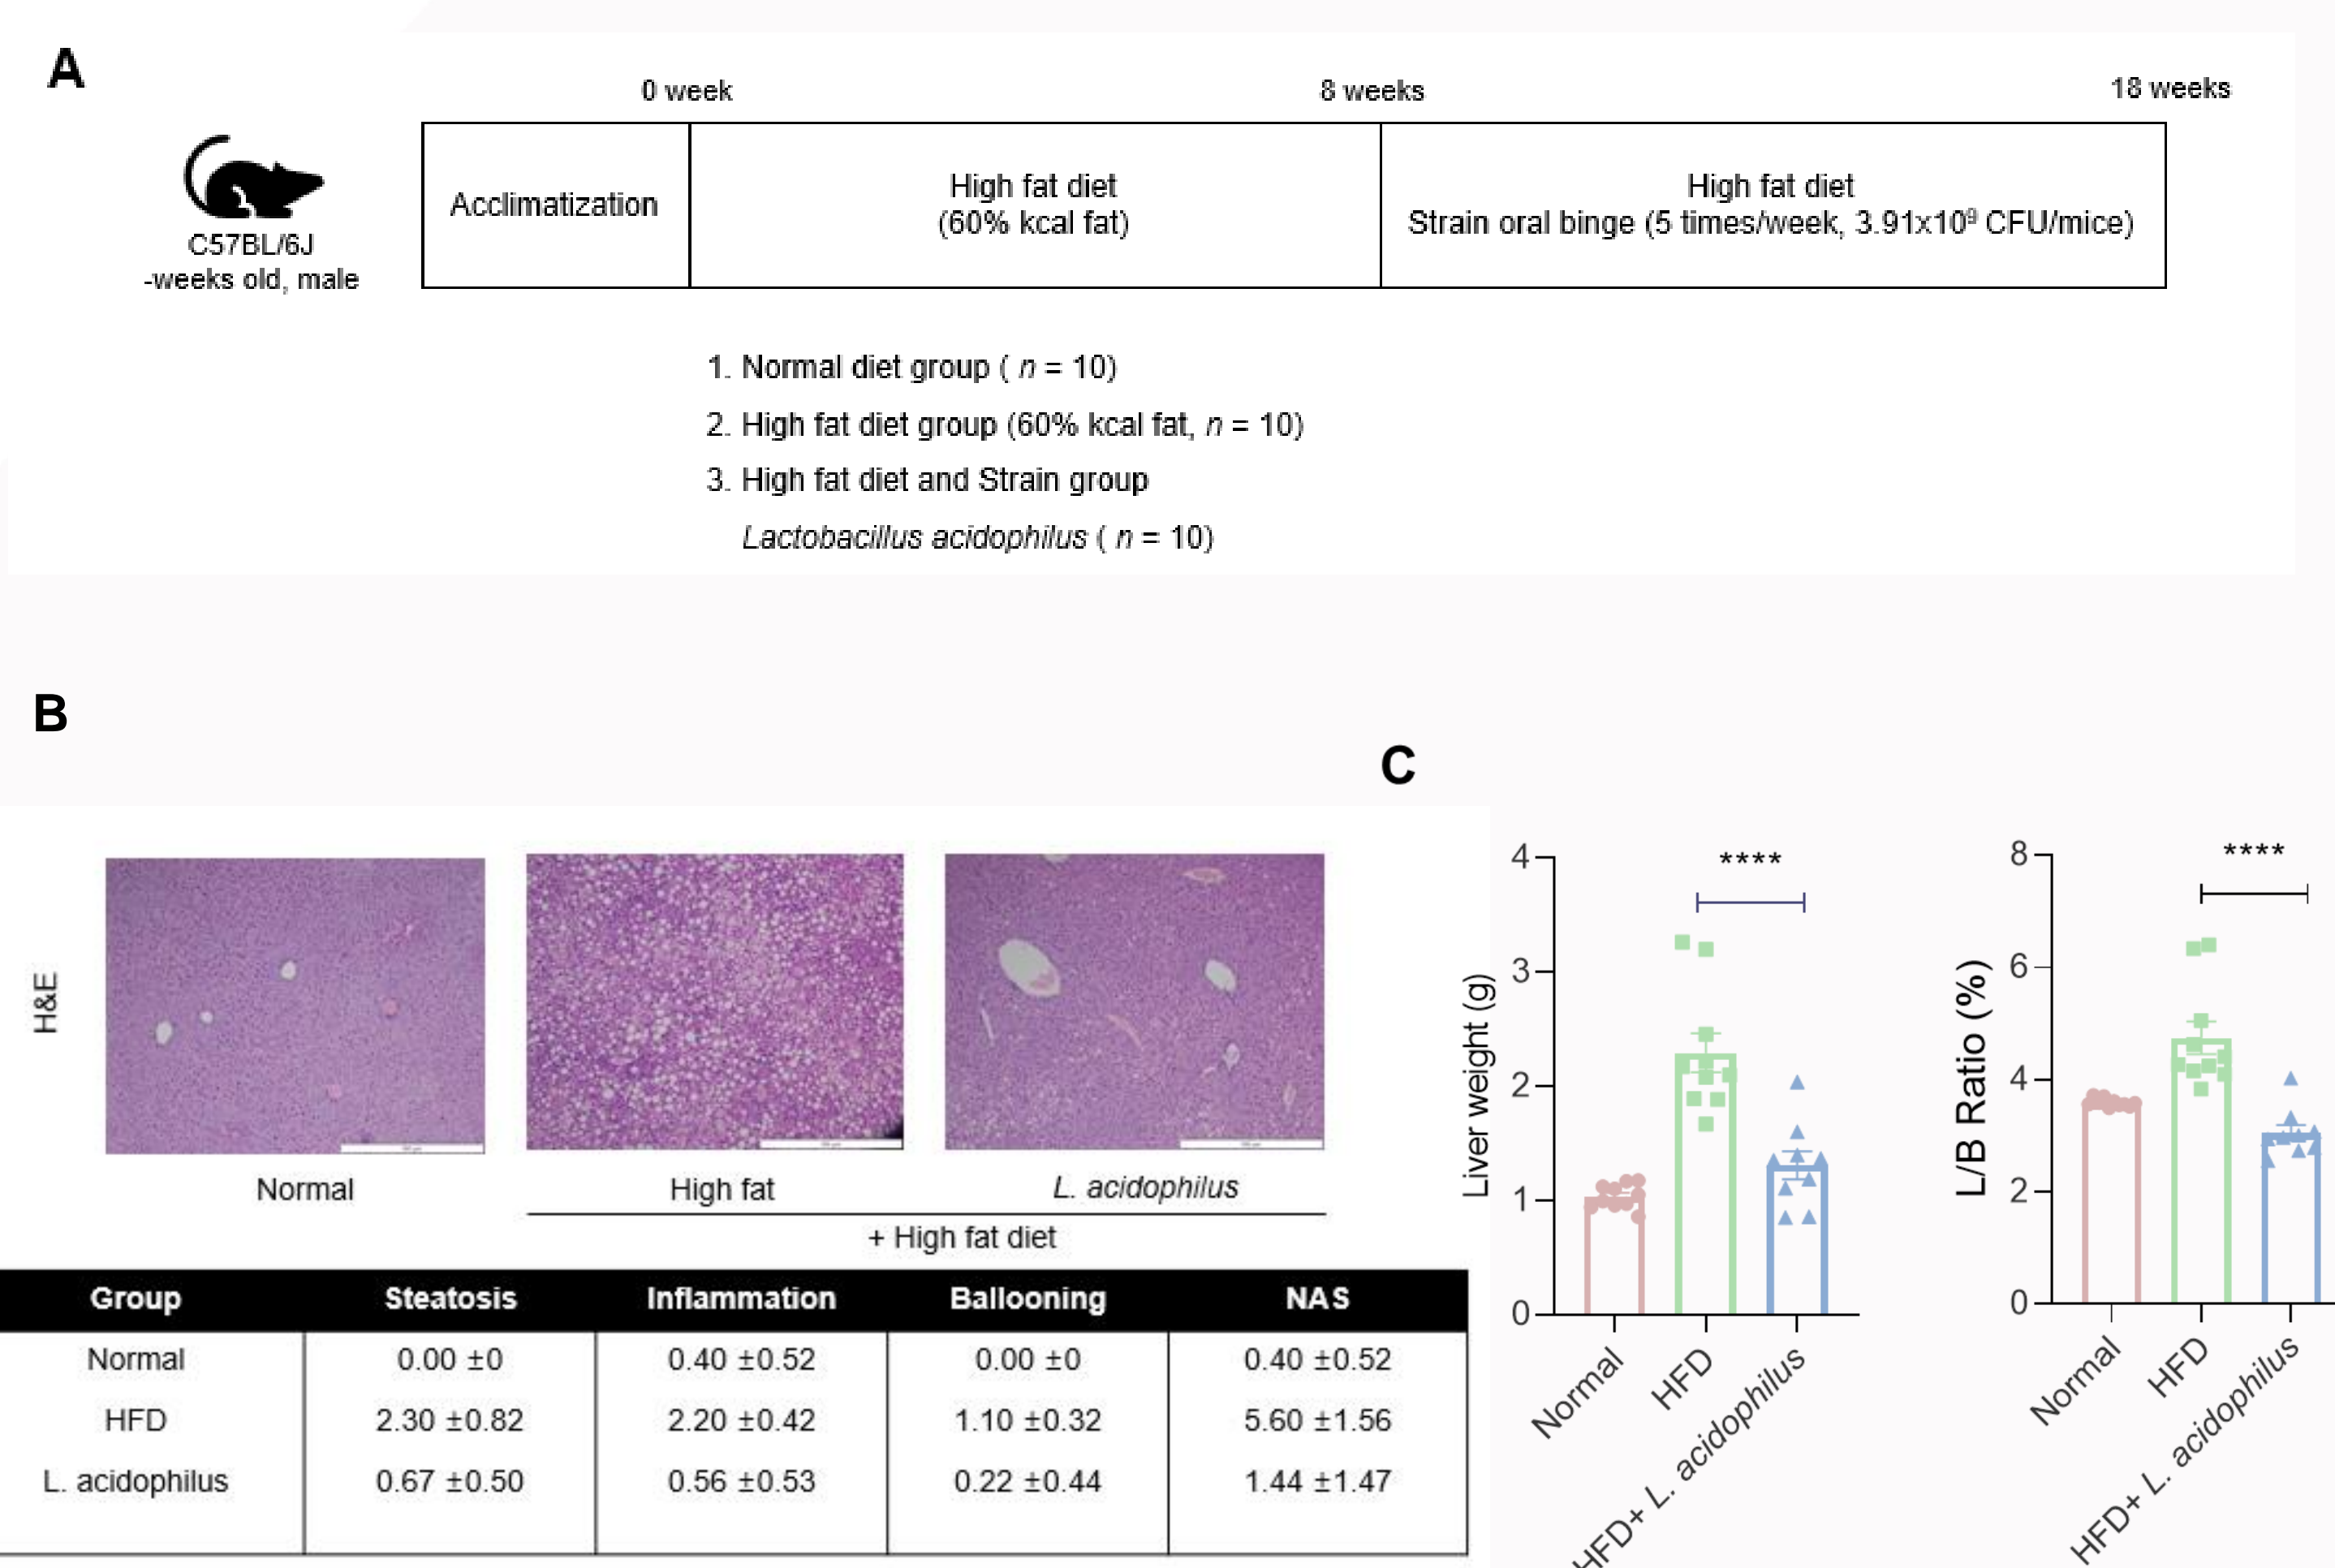 A
0 week
8 weeks
18 weeks
Acclimatization
High fat diet
(60% kcal fat)
High fat diet
Strain oral binge (5 times/week, 3.91x10⁹ CFU/mice)
C57BL/6J
-weeks old, male
1. Normal diet group ( n = 10)
2. High fat diet group (60% kcal fat, n = 10)
3. High fat diet and Strain group
Lactobacillus acidophilus ( n = 10)
B
H&E
Normal
High fat
L. acidophilus
+ High fat diet
Group Steatosis Inflammation Ballooning NAS
Normal 0.00 ±0 0.40 ±0.52 0.00 ±0 0.40 ±0.52
HFD 2.30 ±0.82 2.20 ±0.42 1.10 ±0.32 5.60 ±1.56
L. acidophilus 0.67 ±0.50 0.56 ±0.53 0.22 ±0.44 1.44 ±1.47
C
Liver weight (g)
4
3
2
1
0
****
Normal
HFD
HFD+ L. acidophilus
L/B Ratio (%)
8
6
4
2
0
****
Normal
HFD
HFD+ L. acidophilus